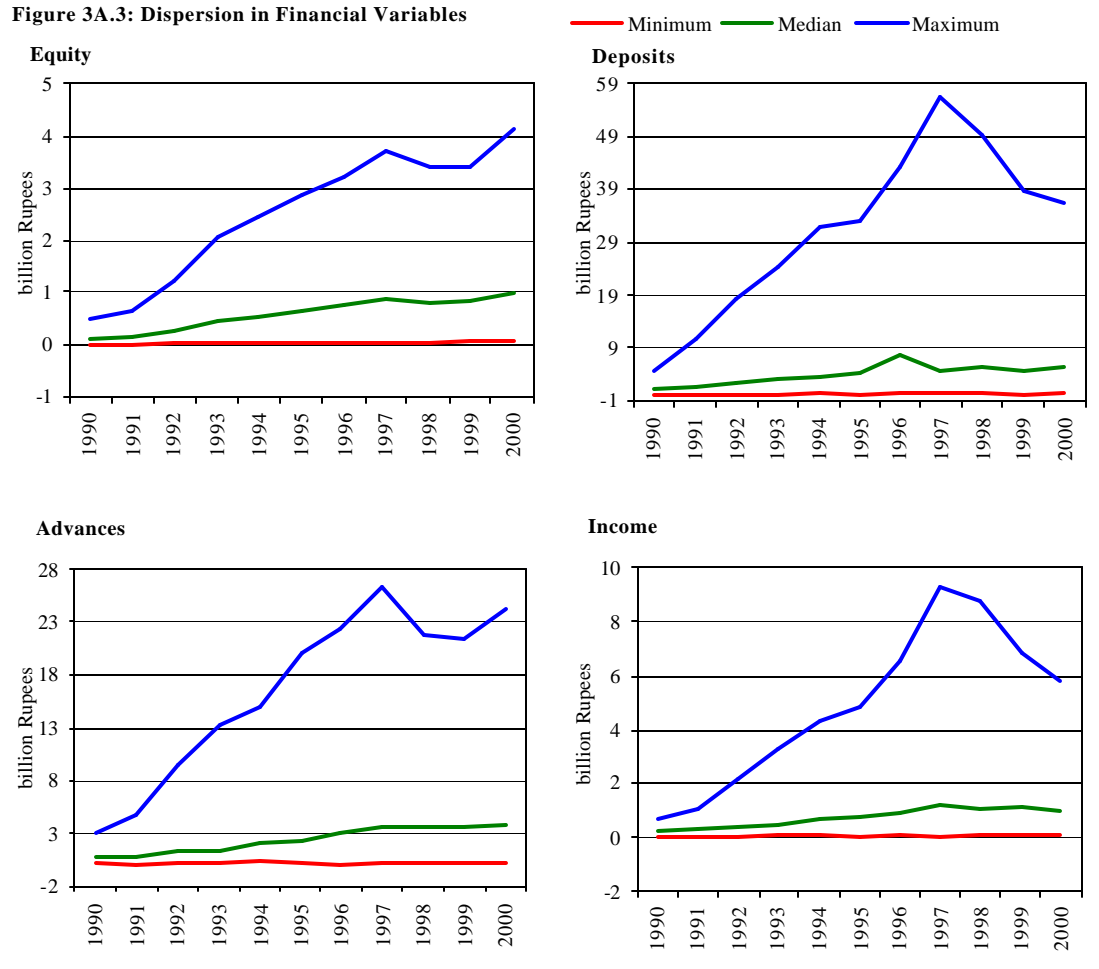 Figure 3A.3: Dispersion in Financial Variables
Minimum Median Maximum
Equity
billion Rupees
5
4
3
2
1
0
-1
1990 1991 1992 1993 1994 1995 1996 1997 1998 1999 2000
Deposits
billion Rupees
59
49
39
29
19
9
-1
1990 1991 1992 1993 1994 1995 1996 1997 1998 1999 2000
Advances
billion Rupees
28
23
18
13
8
3
-2
1990 1991 1992 1993 1994 1995 1996 1997 1998 1999 2000
Income
billion Rupees
10
8
6
4
2
0
-2
1990 1991 1992 1993 1994 1995 1996 1997 1998 1999 2000